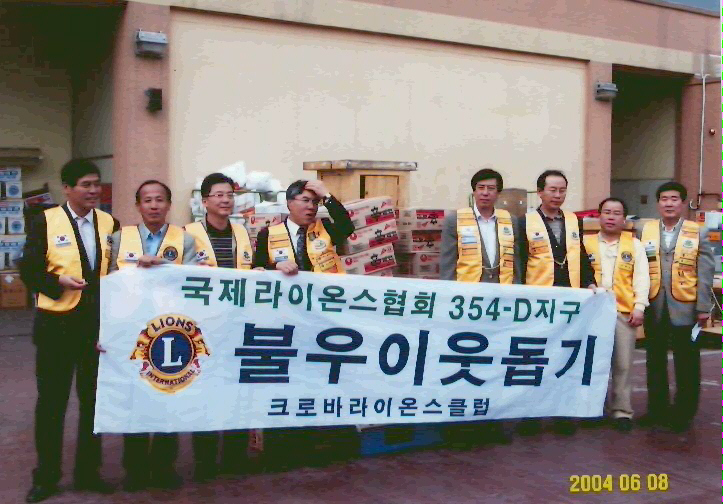 국제라이온스협회 354-D지구
LIONS
L
INTERNATIONAL
불우이웃돕기
크로바라이온스클럽
2004 06 08